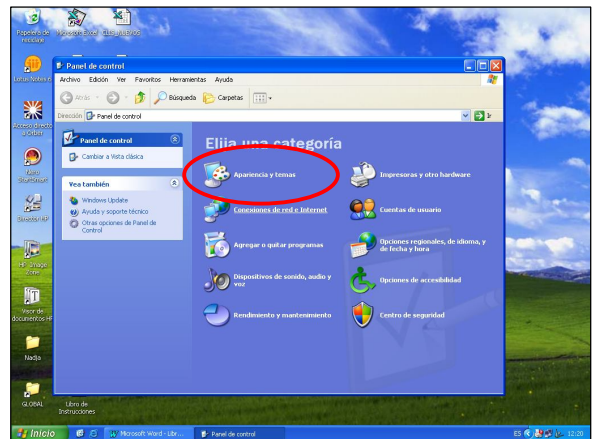 Papelera de
reciclaje
Microsoft Excel
Lotus Notes
Acceso directo
a Orbit
Nero
StartSmart
Director HP
HP Image
Zone
Visor de
documentos HP
Nadja
GLOBAL
Libro de
Instrucciones
Panel de control
Archivo Edición Ver Favoritos Herramientas Ayuda
Atrás Búsqueda Carpetas
Dirección Panel de control Ir
Panel de control
Cambiar a Vista clásica
Vea también
Windows Update
Ayuda y soporte técnico
Otras opciones de Panel de
Control
Elija una categoría
Apariencia y temas
Impresoras y otro hardware
Conexiones de red e Internet
Cuentas de usuario
Agregar o quitar programas
Opciones regionales, de idioma, y
de fecha y hora
Dispositivos de sonido, audio y
voz
Opciones de accesibilidad
Rendimiento y mantenimiento
Centro de seguridad
Inicio
Microsoft Word - Libr...
Panel de control
ES
12:20